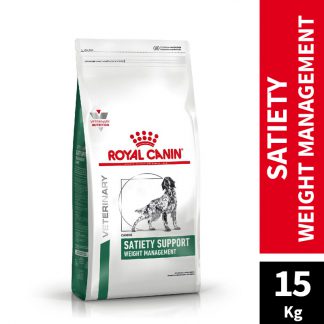 ROYAL CANIN
VETERINARY
CANINE
SATIETY SUPPORT
WEIGHT MANAGEMENT
SATIETY
WEIGHT MANAGEMENT
15
Kg